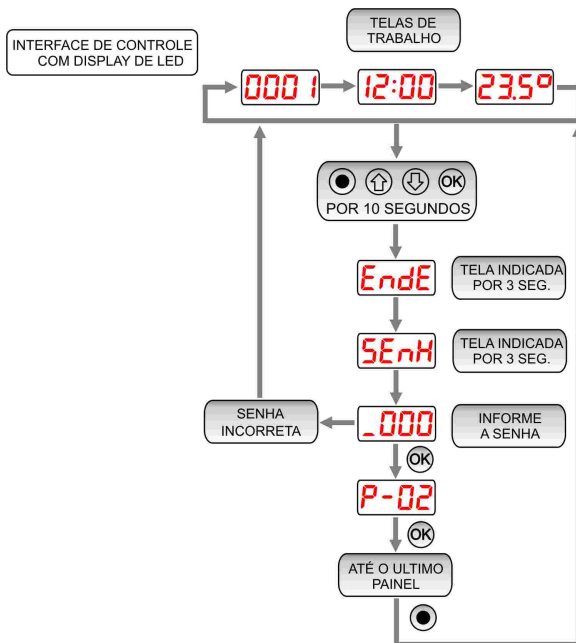 TELAS DE
TRABALHO
INTERFACE DE CONTROLE
COM DISPLAY DE LED
0001
12:00
23.5º
OK
POR 10 SEGUNDOS
EndE
TELA INDICADA
POR 3 SEG.
SEnH
TELA INDICADA
POR 3 SEG.
SENHA
INCORRETA
_000
INFORME
A SENHA
OK
P-02
OK
ATÉ O ULTIMO
PAINEL